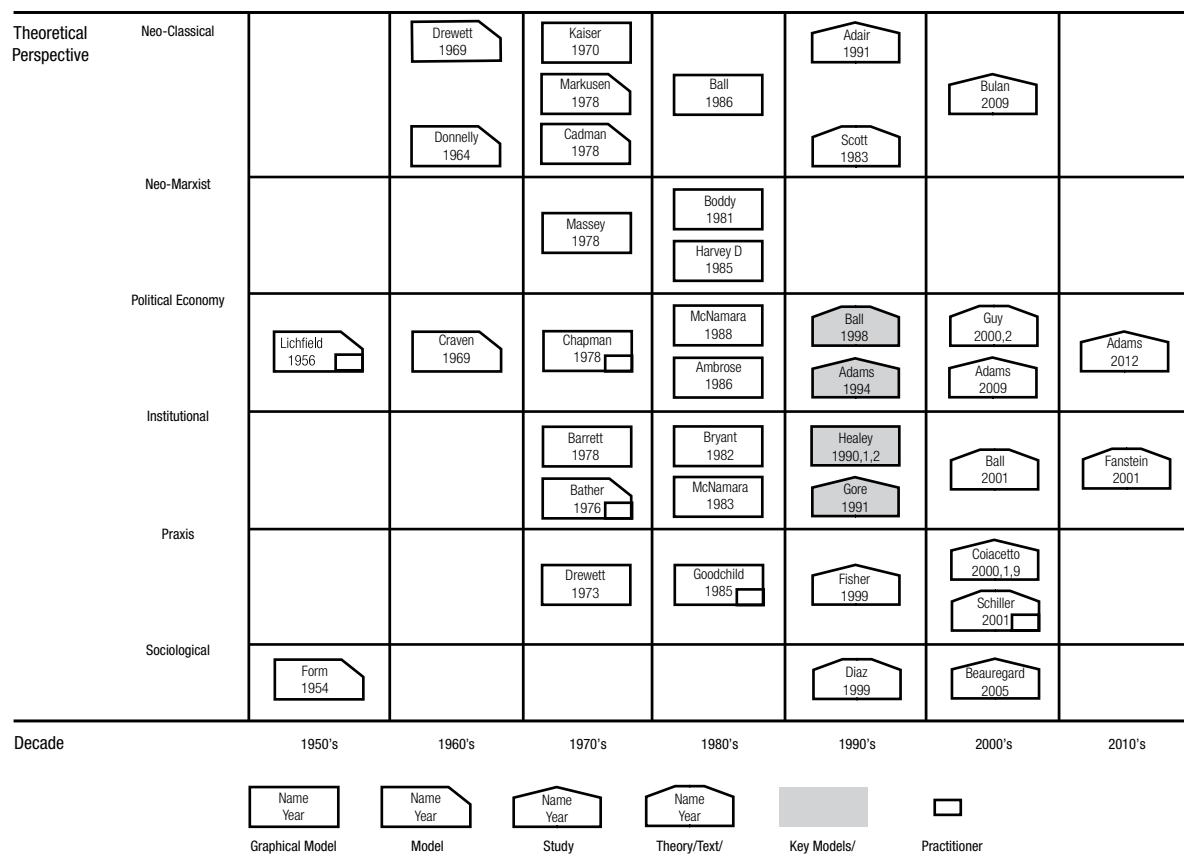 Theoretical
Perspective
Neo-Classical
Drewett
1969
Kaiser
1970
Adair
1991
Markusen
1978
Ball
1986
Bulan
2009
Donnelly
1964
Cadman
1978
Scott
1983
Neo-Marxist
Massey
1978
Boddy
1981
Harvey D
1985
Political Economy
Lichfield
1956
Craven
1969
Chapman
1978
McNamara
1988
Ambrose
1986
Ball
1998
Adams
1994
Guy
2000,2
Adams
2009
Adams
2012
Institutional
Barrett
1978
Bather
1976
Bryant
1982
McNamara
1983
Healey
1990,1,2
Gore
1991
Ball
2001
Fanstein
2001
Praxis
Drewett
1973
Goodchild
1985
Fisher
1999
Coiacetto
2000,1,9
Schiller
2001
Sociological
Form
1954
Diaz
1999
Beauregard
2005
Decade
1950's
1960's
1970's
1980's
1990's
2000's
2010's
Name
Year
Name
Year
Name
Year
Name
Year
Graphical Model
Model
Study
Theory/Text/
Key Models/
Practitioner